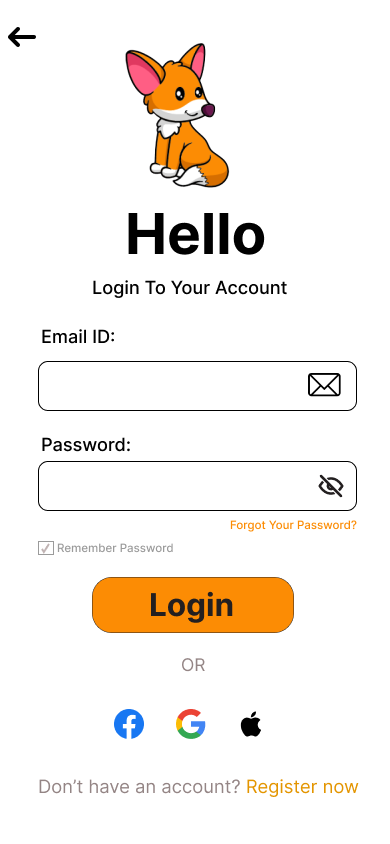 Hello
Login To Your Account
Email ID:
Password:
Forgot Your Password?
Remember Password
Login
OR
Don’t have an account? Register now